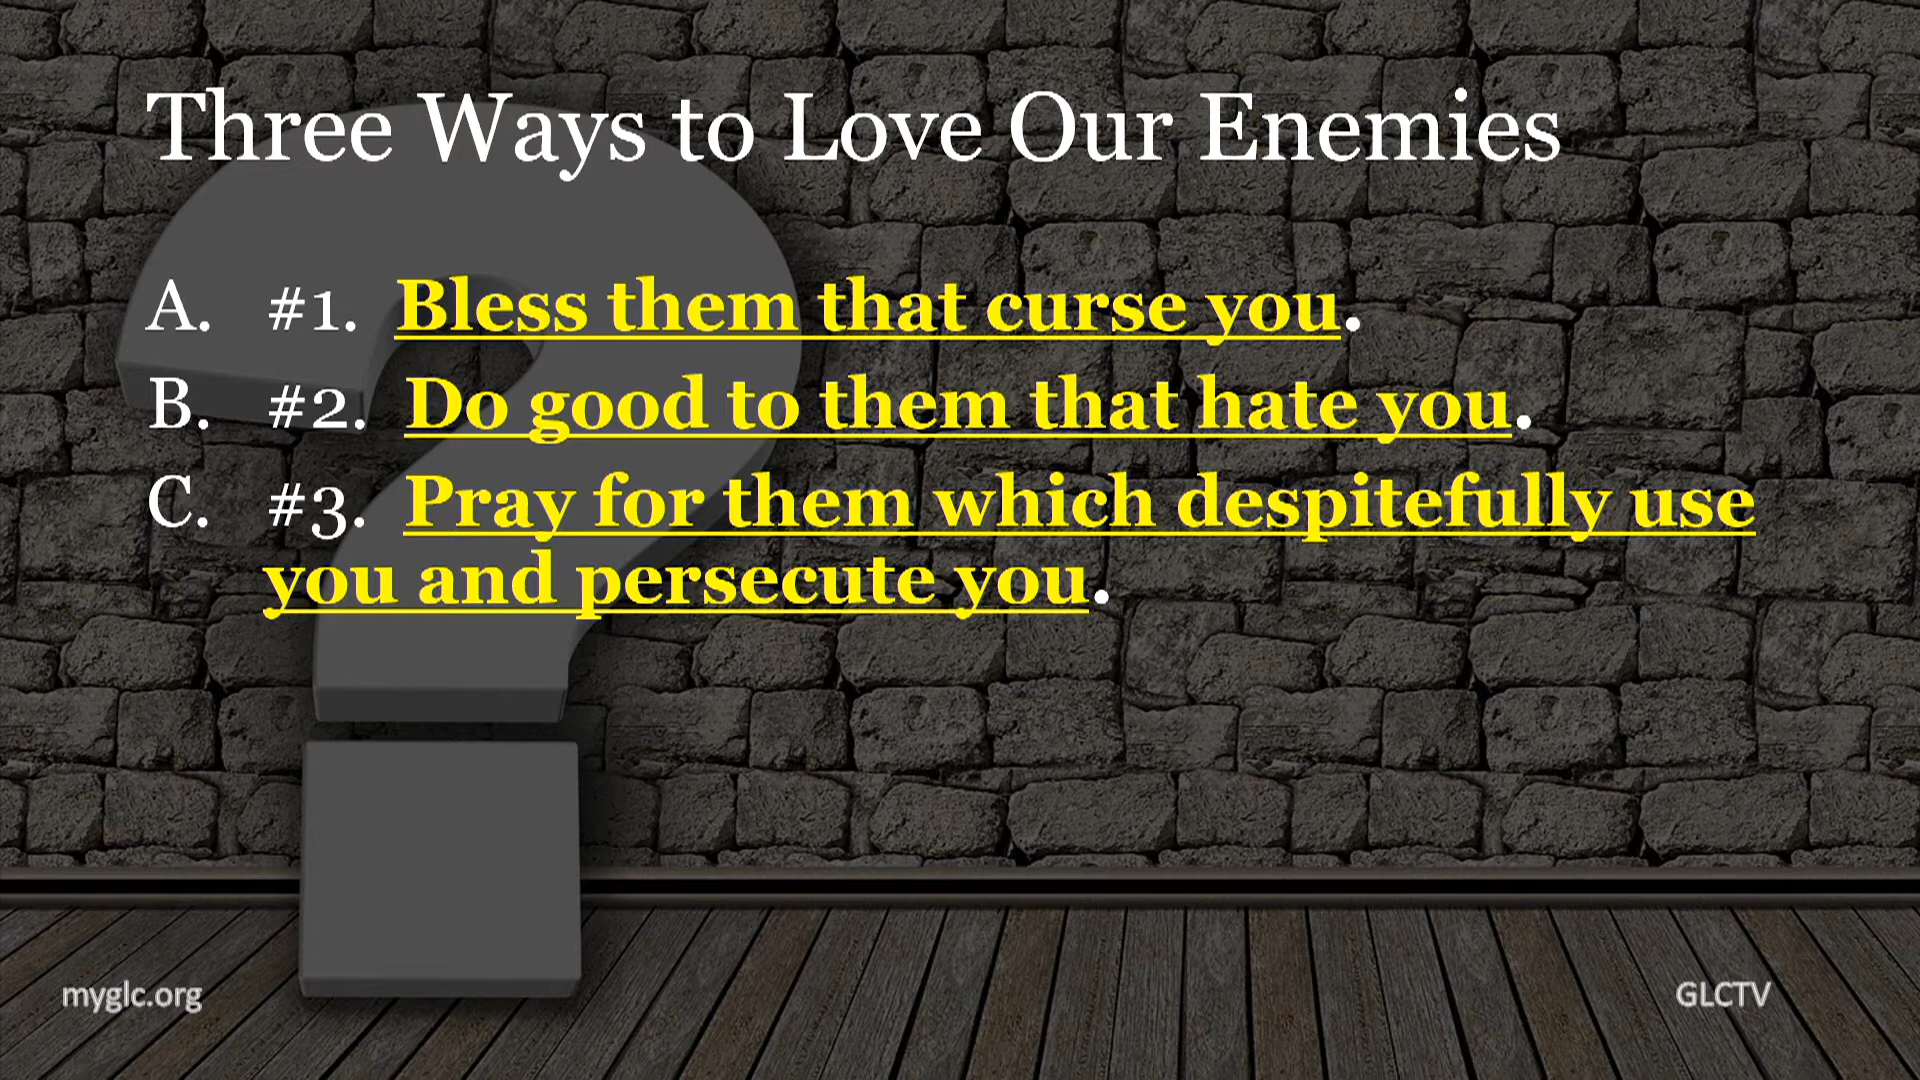 Three Ways to Love Our Enemies
A. #1. Bless them that curse you.
B. #2. Do good to them that hate you.
C. #3. Pray for them which despitefully use
you and persecute you.
myglc.org
GLCTV